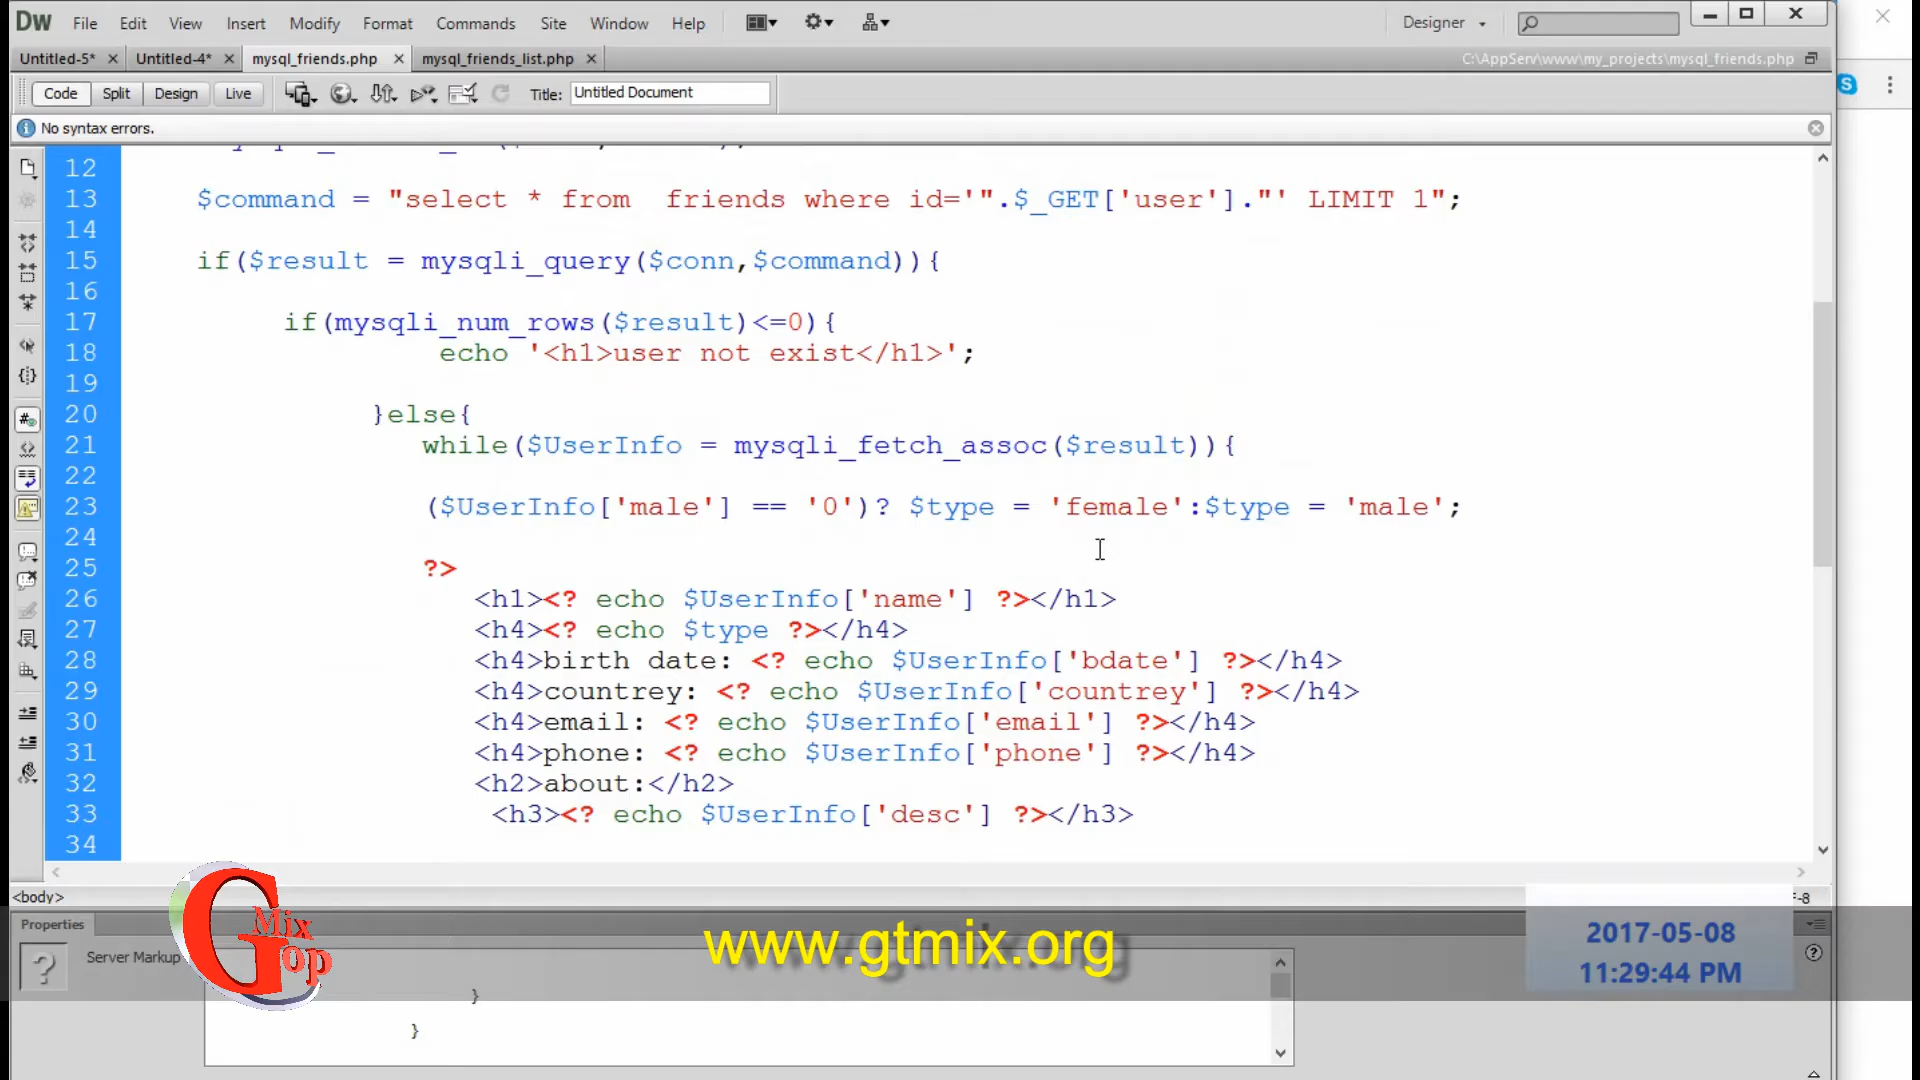 Dw File Edit View Insert Modify Format Commands Site Window Help Designer
Untitled-5* × Untitled-4* × mysql_friends.php × mysql_friends_list.php × C:\AppServ\www\my_projects\mysql_friends.php
Code Split Design Live Title: Untitled Document
No syntax errors.
12
13 $command = "select * from  friends where id='".$_GET['user']."' LIMIT 1";
14
15 if($result = mysqli_query($conn,$command)){
16
17 if(mysqli_num_rows($result)<=0){
18 echo '<h1>user not exist</h1>';
19
20 }else{
21 while($UserInfo = mysqli_fetch_assoc($result)){
22
23 ($UserInfo['male'] == '0')? $type = 'female':$type = 'male';
24
25 ?>
26 <h1><? echo $UserInfo['name'] ?></h1>
27 <h4><? echo $type ?></h4>
28 <h4>birth date: <? echo $UserInfo['bdate'] ?></h4>
29 <h4>countrey: <? echo $UserInfo['countrey'] ?></h4>
30 <h4>email: <? echo $UserInfo['email'] ?></h4>
31 <h4>phone: <? echo $UserInfo['phone'] ?></h4>
32 <h2>about:</h2>
33 <h3><? echo $UserInfo['desc'] ?></h3>
34
<body>
Properties
Server Markup
G Mix Top
www.gtmix.org
2017-05-08
11:29:44 PM
}
}